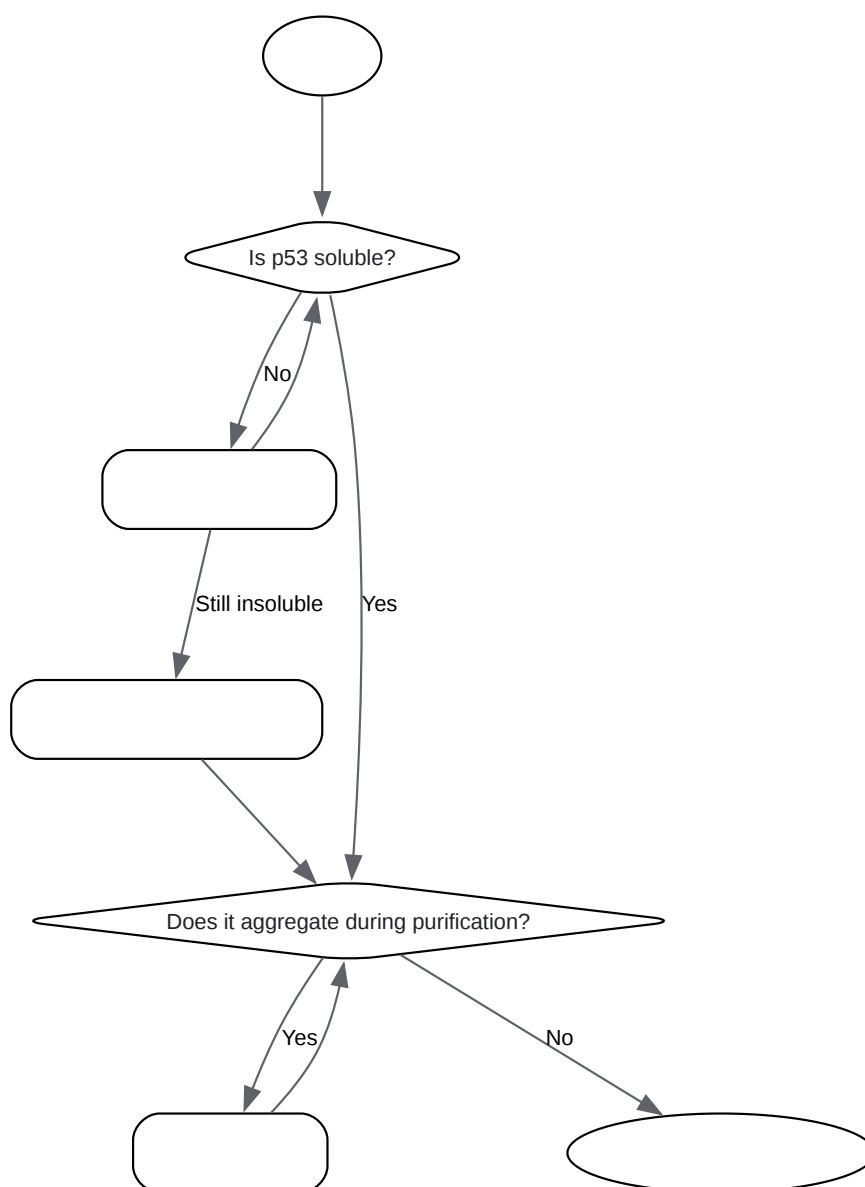 Is p53 soluble?
No
Still insoluble
Yes
Does it aggregate during purification?
Yes
No